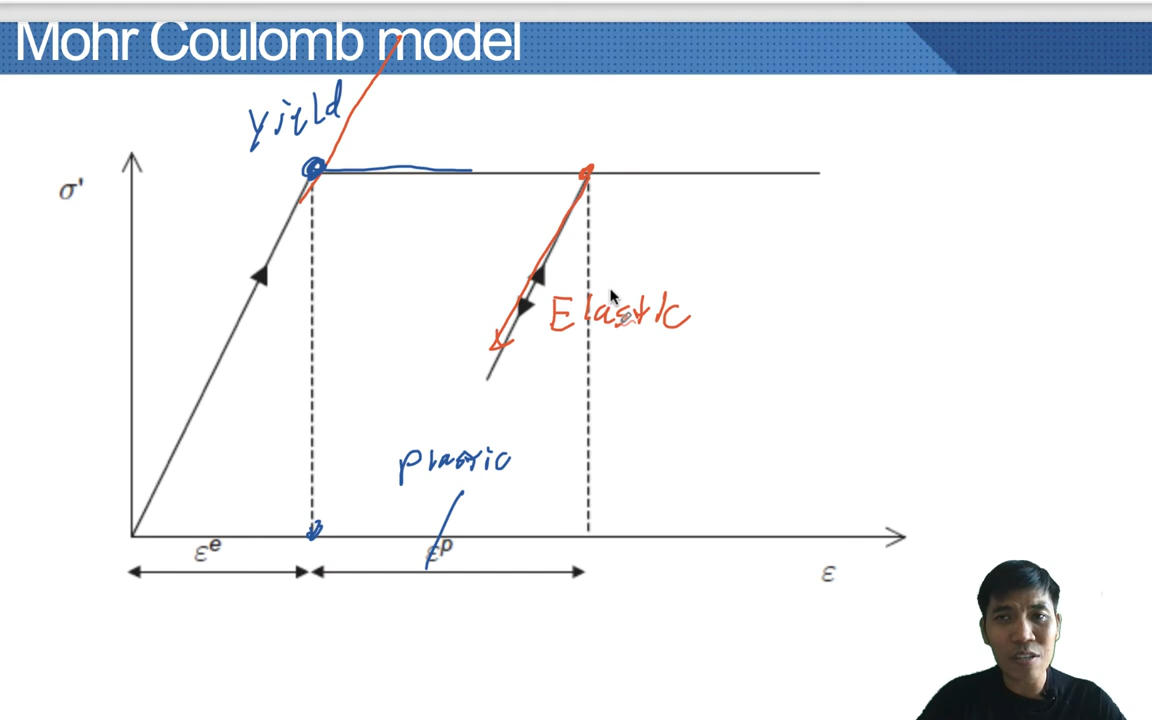 Mohr Coulomb model
Yield
σ'
Elastic
Plastic
εᵉ
εᵖ
ε